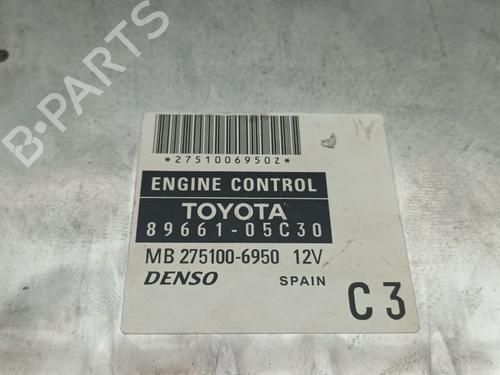 B-PARTS
*2751006950Z*
ENGINE CONTROL
TOYOTA
89661-05C30
MB 275100-6950 12V
DENSO SPAIN
C3